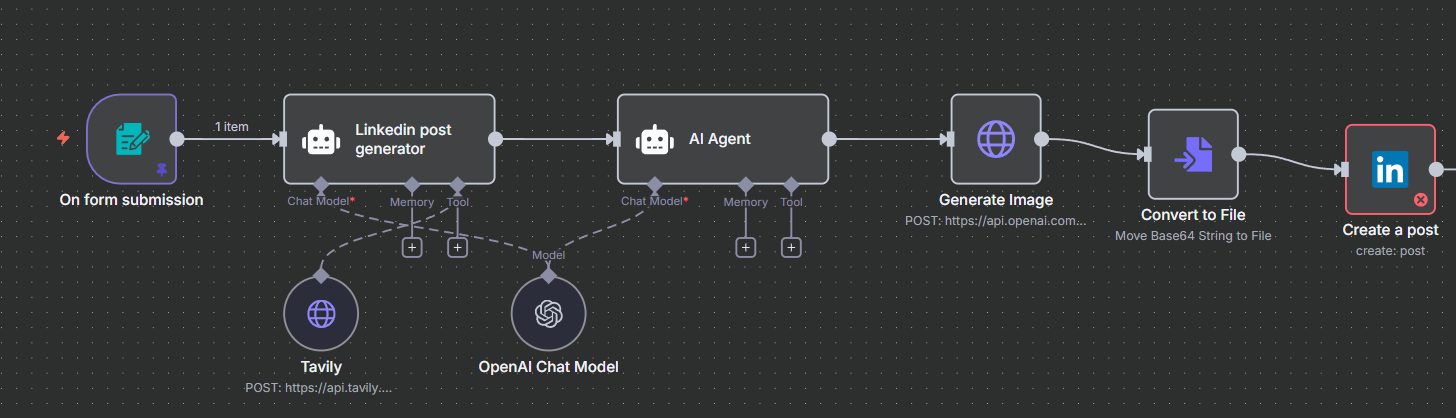 1 item
Linkedin post
generator
AI Agent
in
On form submission
Chat Model*
Memory
Tool
Chat Model*
Memory
Tool
Generate Image
POST: https://api.openai.com...
Convert to File
Move Base64 String to File
Create a post
create: post
+
+
+
+
Model
Tavily
POST: https://api.tavily....
OpenAI Chat Model